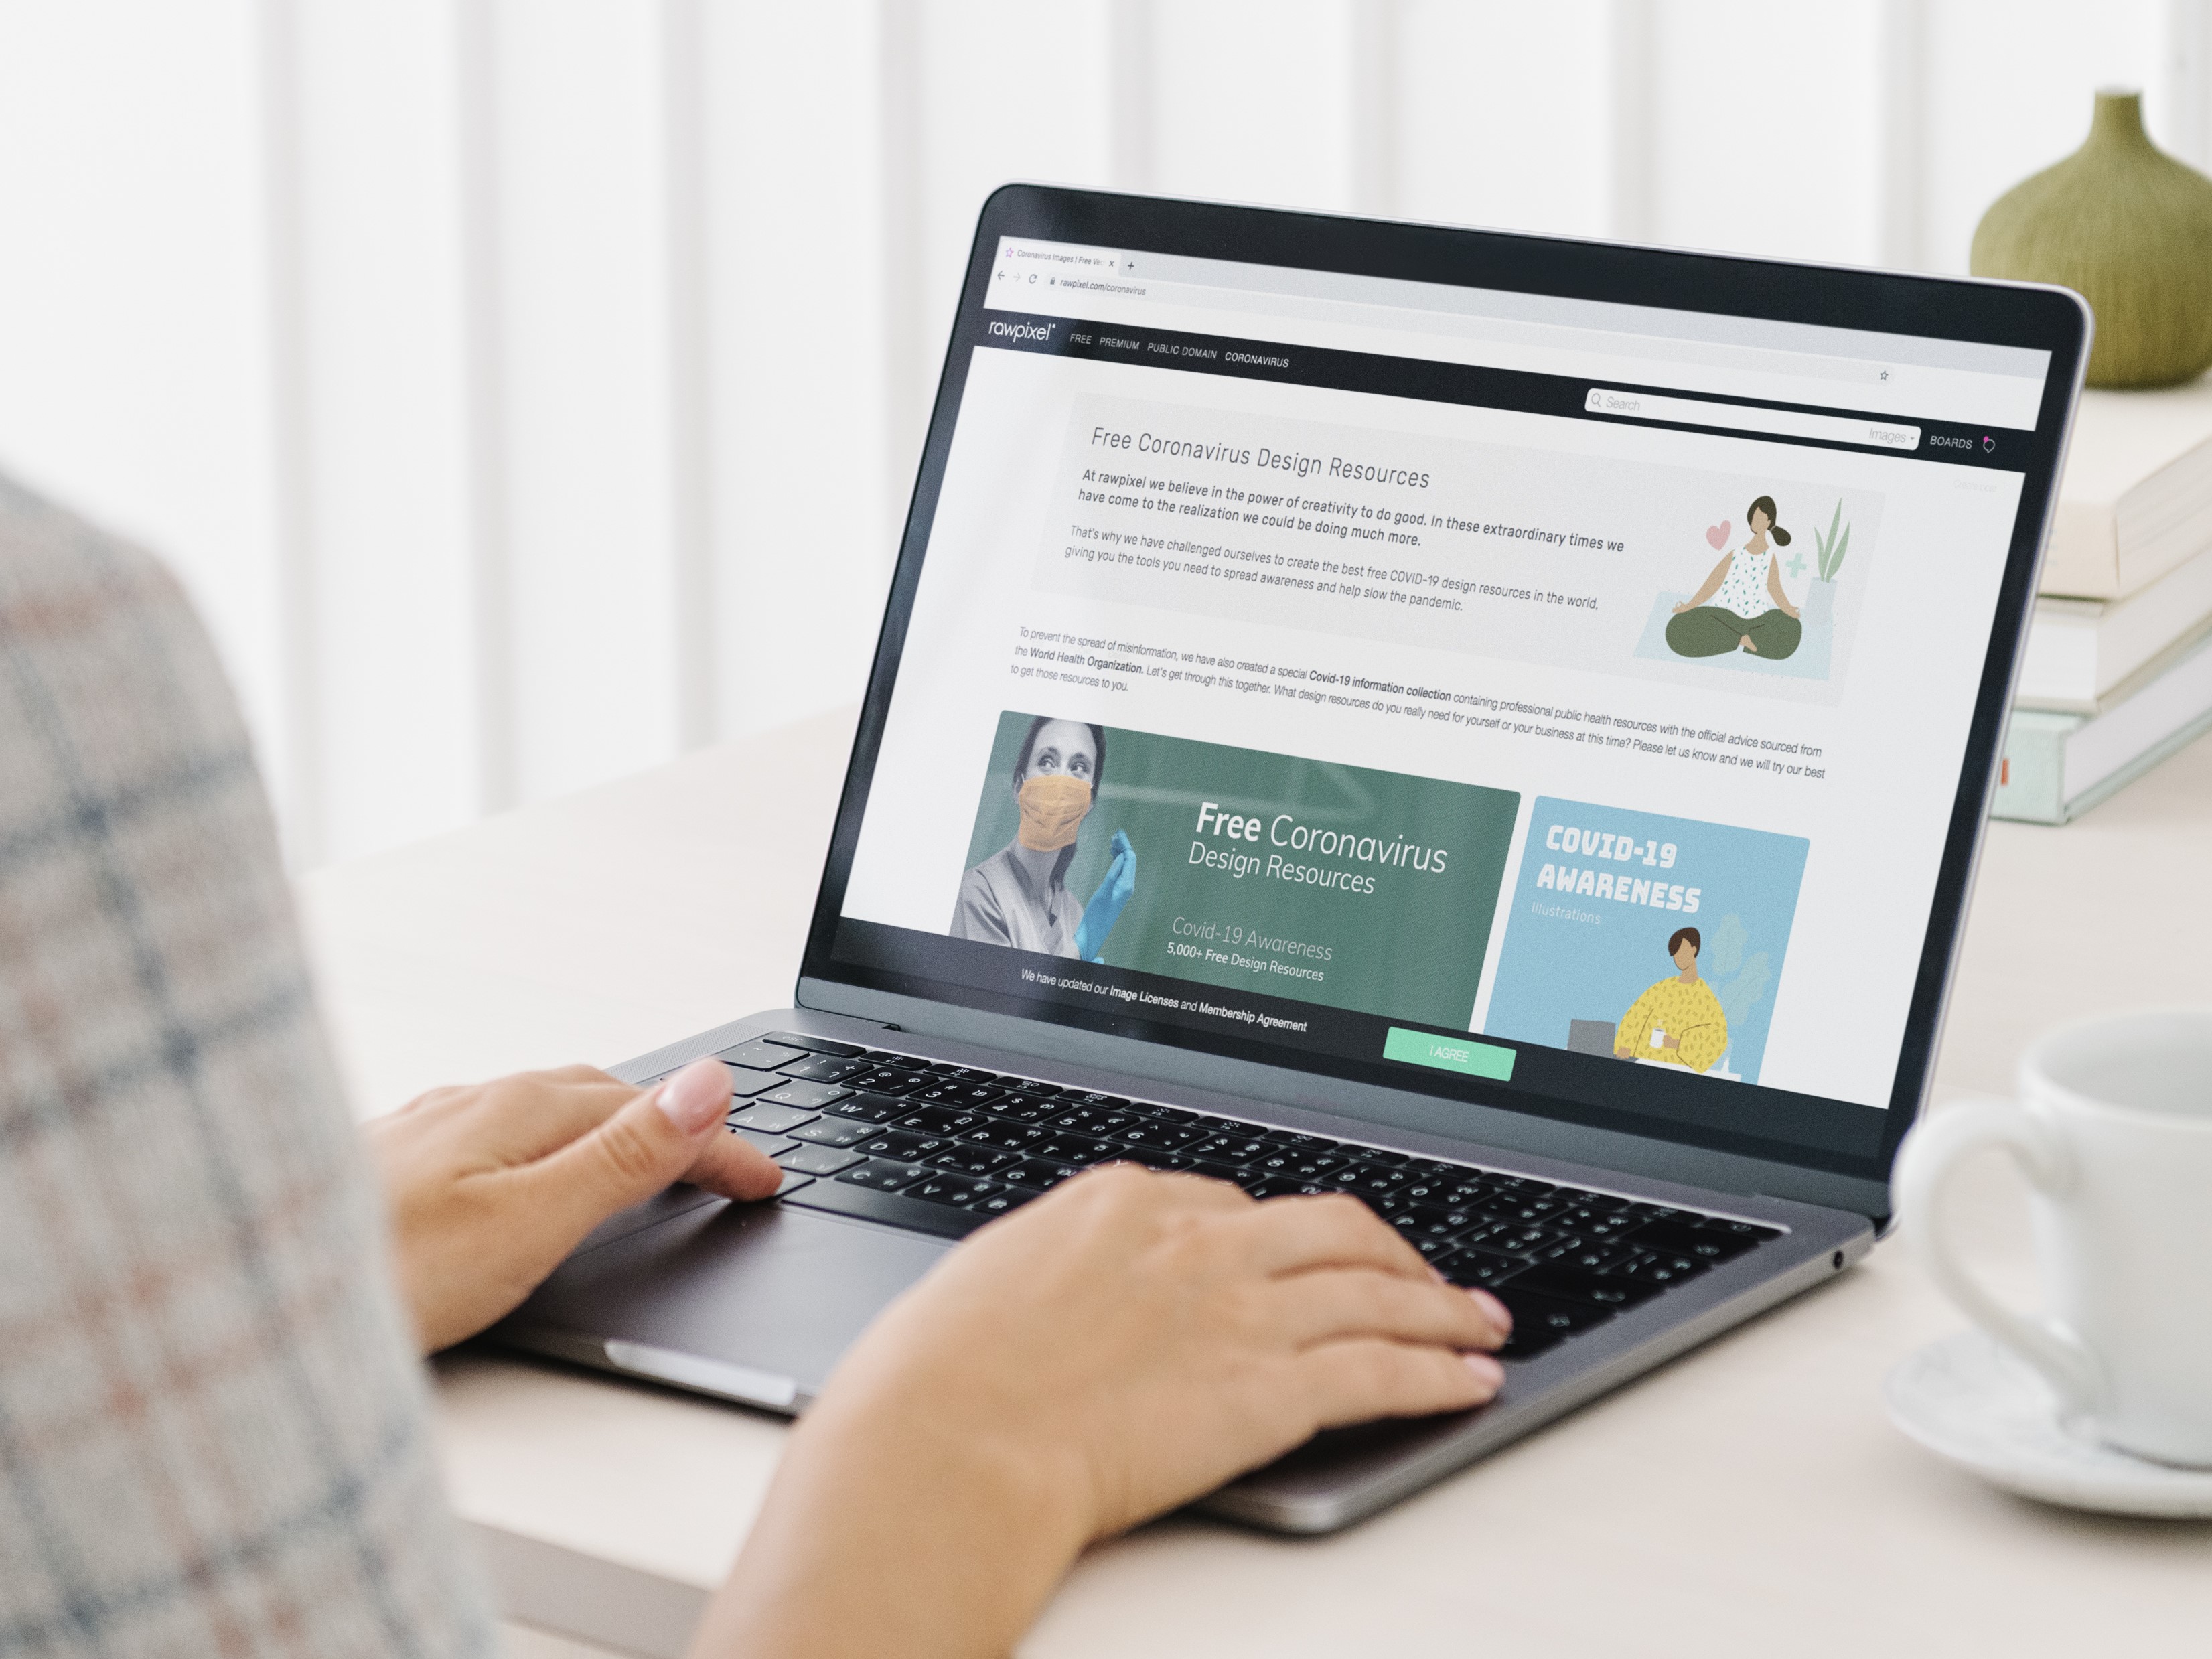 Coronavirus Images | Free Vec
rawpixel.com/coronavirus
rawpixel
FREE PREMIUM PUBLIC DOMAIN CORONAVIRUS
Search
Images
BOARDS
Free Coronavirus Design Resources
At rawpixel we believe in the power of creativity to do good. In these extraordinary times we
have come to the realization we could be doing much more.
That's why we have challenged ourselves to create the best free COVID-19 design resources in the world,
giving you the tools you need to spread awareness and help slow the pandemic.
To prevent the spread of misinformation, we have also created a special Covid-19 information collection containing professional public health resources with the official advice sourced from
the World Health Organization. Let's get through this together. What design resources do you really need for yourself or your business at this time? Please let us know and we will try our best
to get those resources to you.
Free Coronavirus
Design Resources
Covid-19 Awareness
5,000+ Free Design Resources
COVID-19
AWARENESS
Illustrations
We have updated our Image Licenses and Membership Agreement
I AGREE